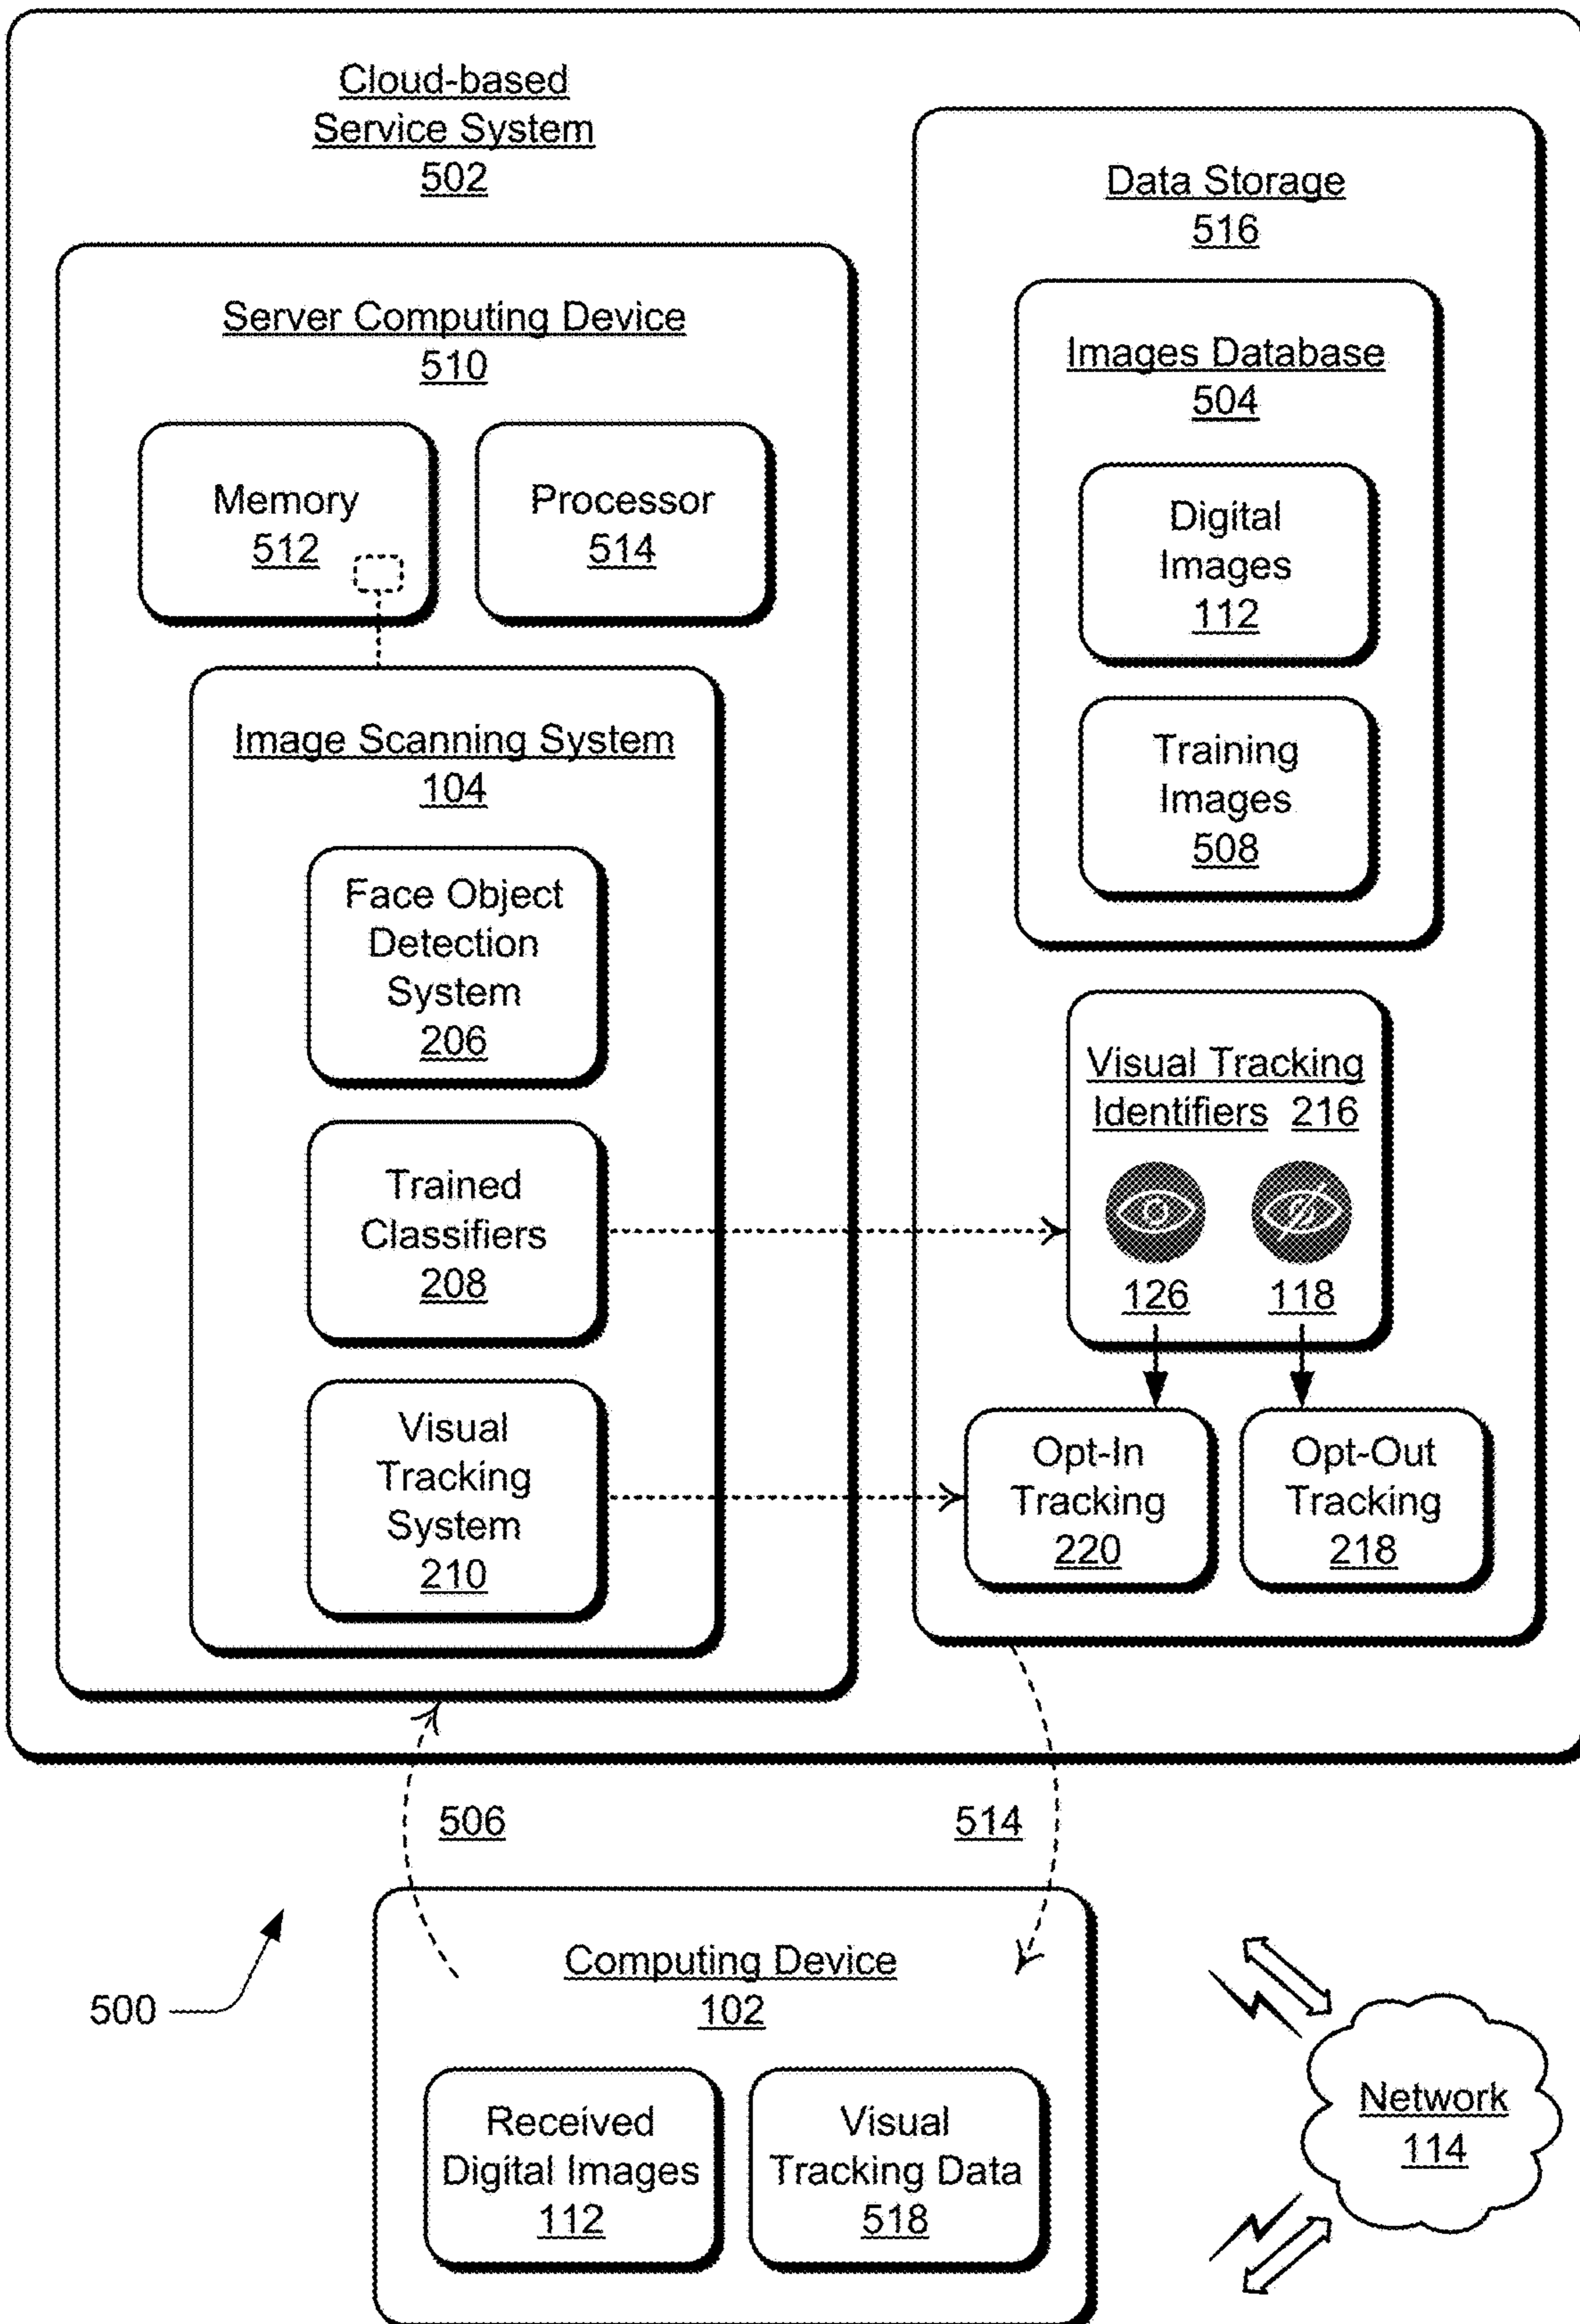 Cloud-based
Service System
502
Server Computing Device
510
Memory
512
Processor
514
Image Scanning System
104
Face Object
Detection
System
206
Trained
Classifiers
208
Visual
Tracking
System
210
Data Storage
516
Images Database
504
Digital
Images
112
Training
Images
508
Visual Tracking
Identifiers 216
126
118
Opt-In
Tracking
220
Opt-Out
Tracking
218
506
514
500
Computing Device
102
Received
Digital Images
112
Visual
Tracking Data
518
Network
114